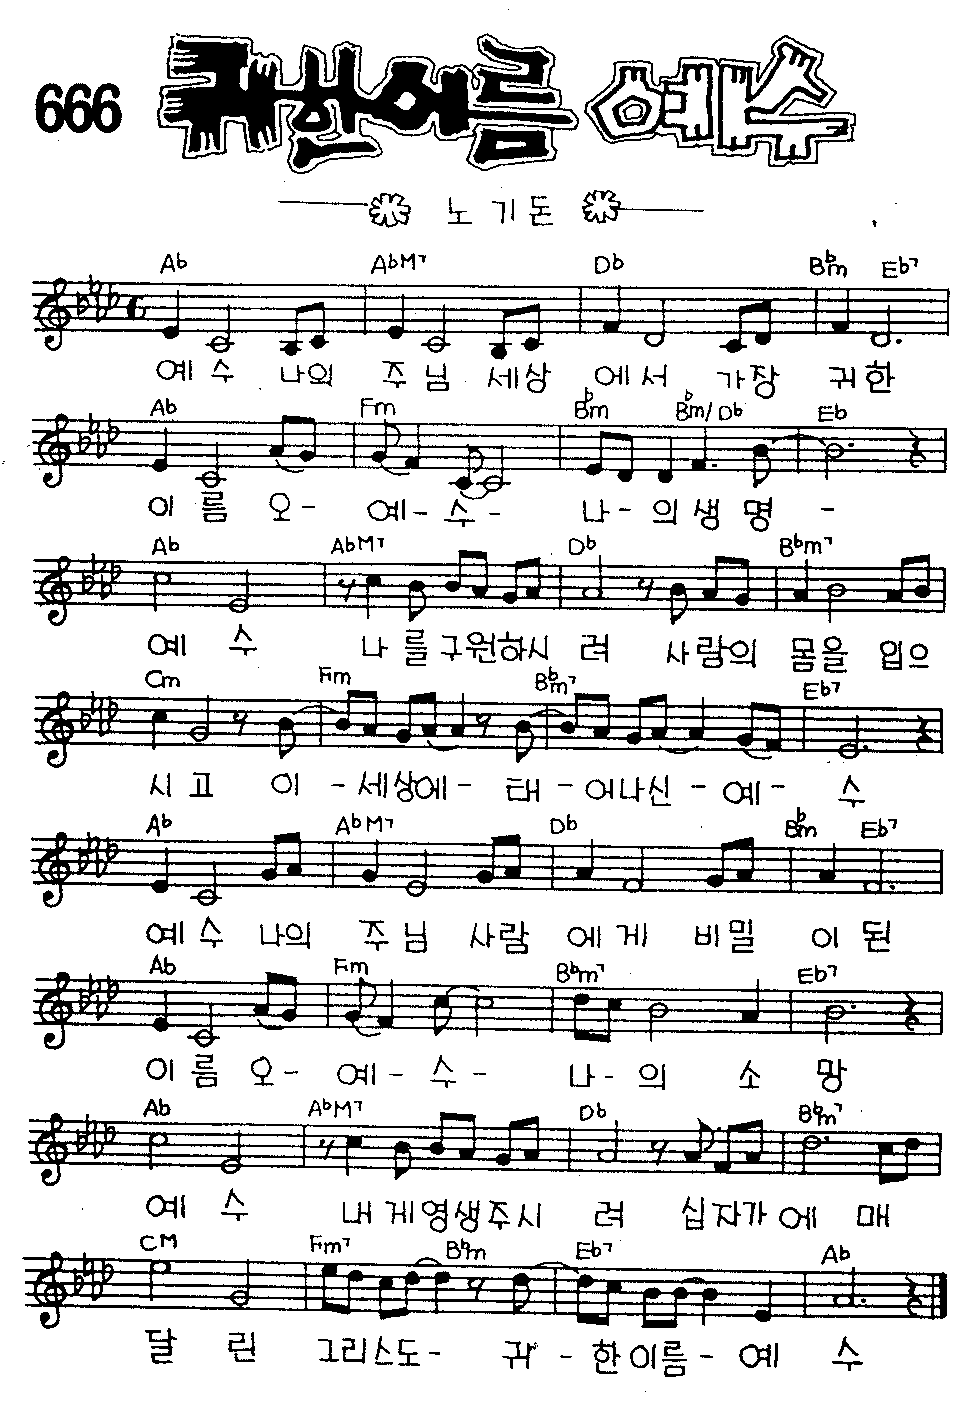 666 귀한이름 예수
노기돈
Ab AbM7 Db Bbm Eb7
예 수 나의 주 님 세상 에서 가장 귀한
Ab Fm Bbm Bbm/Db Eb
이 름 오- 예-수- 나-의생명 -
Ab AbM7 Db Bbm7
예 수 나 를구원하시 려 사람의 몸을 입으
Cm Fm Bbm7 Eb7
시고 이 -세상에- 태-어나신 -예- 수
Ab AbM7 Db Bbm Eb7
예 수 나의 주 님 사람 에게 비밀 이 된
Ab Fm Bbm7 Eb7
이 름 오- 예-수- 나-의 소 망
Ab AbM7 Db Bbm7
예 수 내게영생주시 려 십자가에 매
CM Fm7 Bbm Eb7 Ab
달 린 그리스도- 귀-한이름-예 수